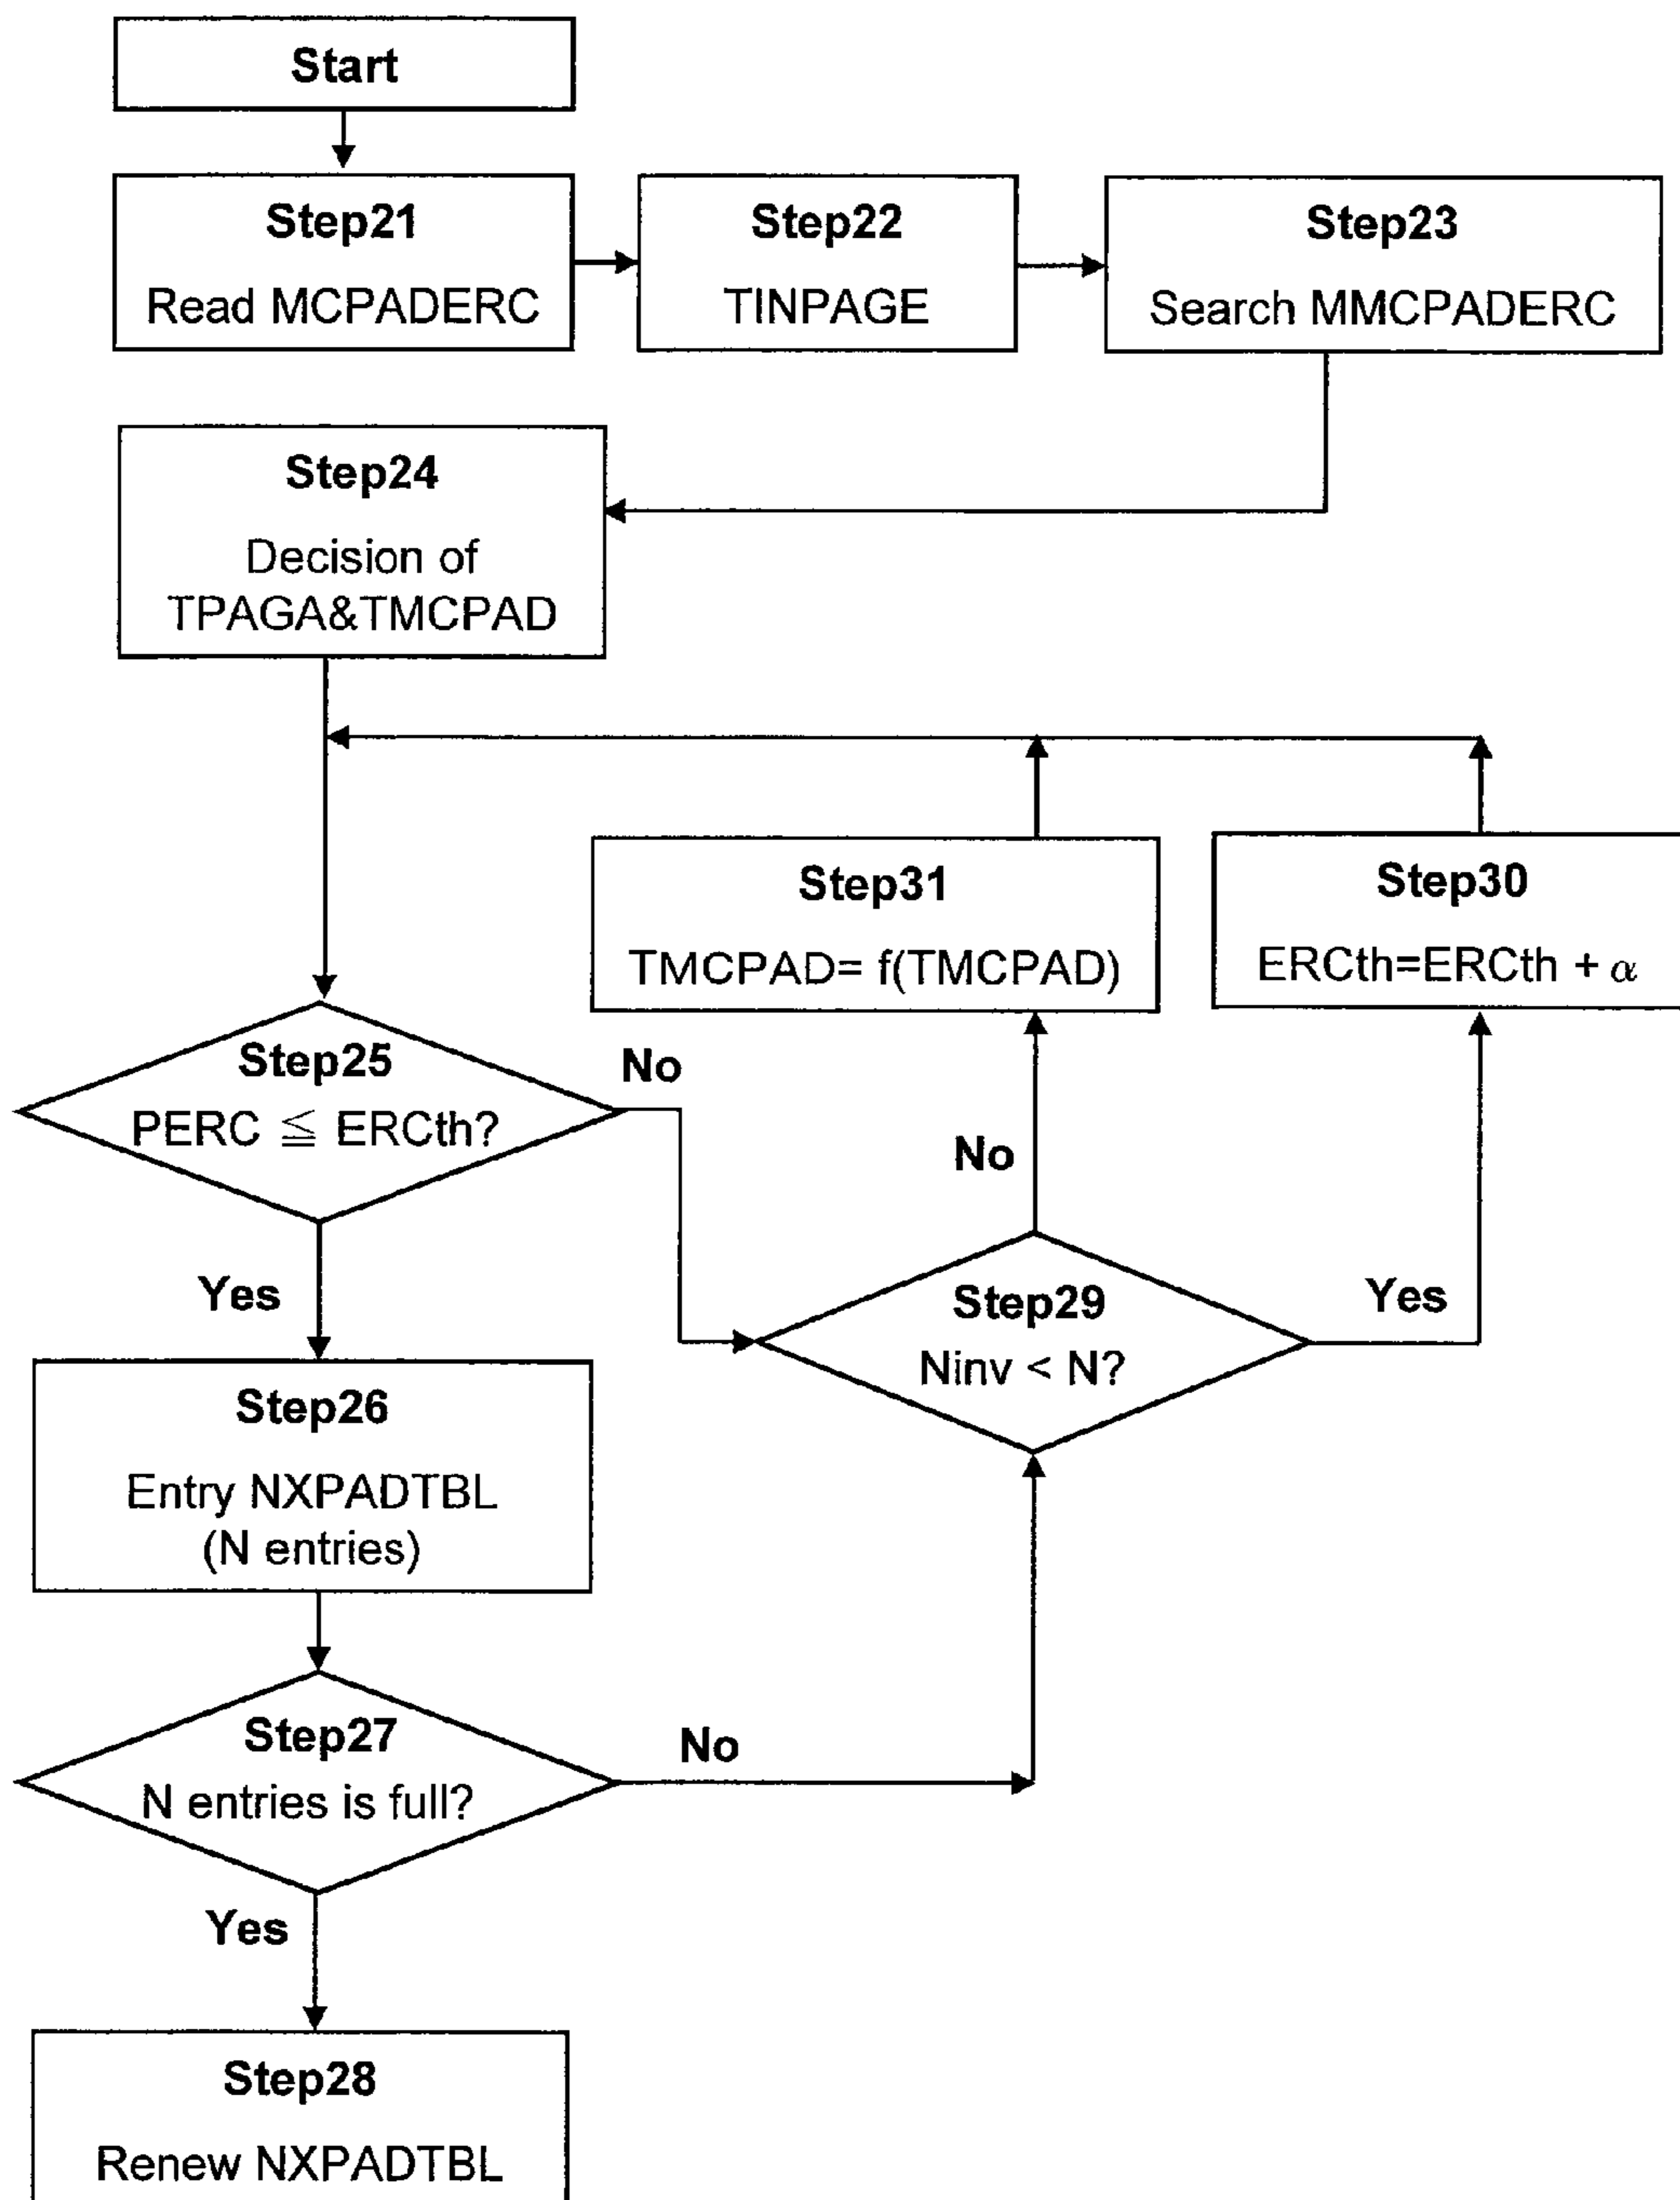 Start
Step21
Read MCPADERC
Step22
TINPAGE
Step23
Search MMCPADERC
Step24
Decision of
TPAGA&TMCPAD
Step31
TMCPAD= f(TMCPAD)
Step30
ERCth=ERCth + α
Step25
PERC ≦ ERCth?
No
Yes
No
Step29
Ninv < N?
Yes
Step26
Entry NXPADTBL
(N entries)
Step27
N entries is full?
No
Yes
Step28
Renew NXPADTBL